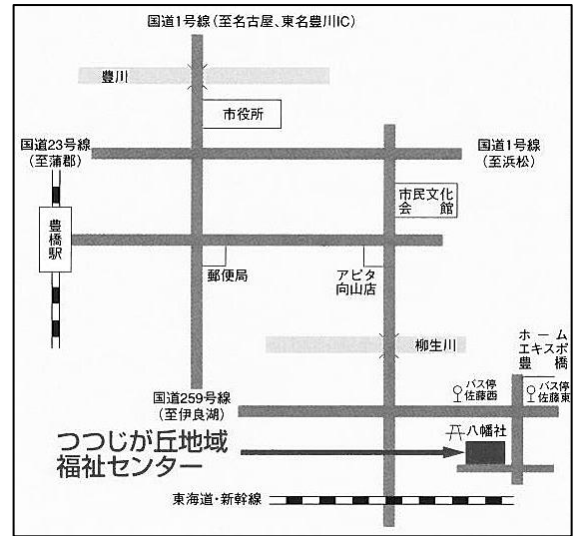 国道1号線(至名古屋、東名豊川IC)
豊川
市役所
国道23号線
(至蒲郡)
国道1号線
(至浜松)
市民文化
会館
豊橋駅
郵便局
アピタ
向山店
柳生川
ホーム
エキスポ
豊橋
バス停
佐藤西
バス停
佐藤東
国道259号線
(至伊良湖)
八幡社
つつじが丘地域
福祉センター
東海道・新幹線